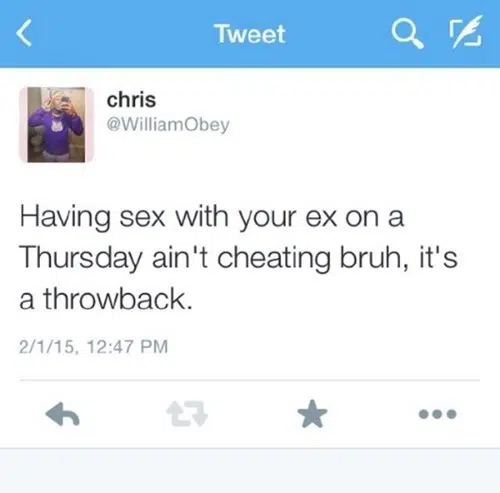 Tweet
chris
@WilliamObey
Having sex with your ex on a
Thursday ain't cheating bruh, it's
a throwback.
2/1/15, 12:47 PM